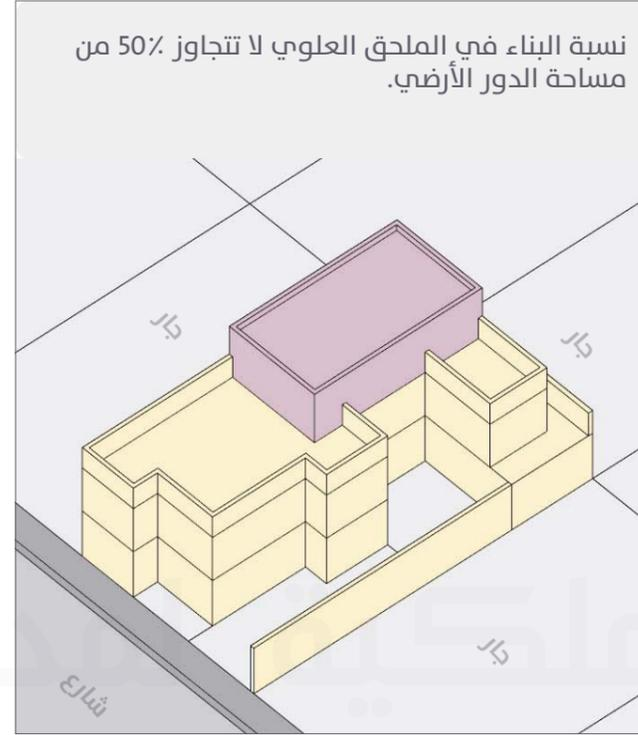 نسبة البناء في الملحق العلوي لا تتجاوز 50٪ من
مساحة الدور الأرضي.
جار
جار
جار
شارع